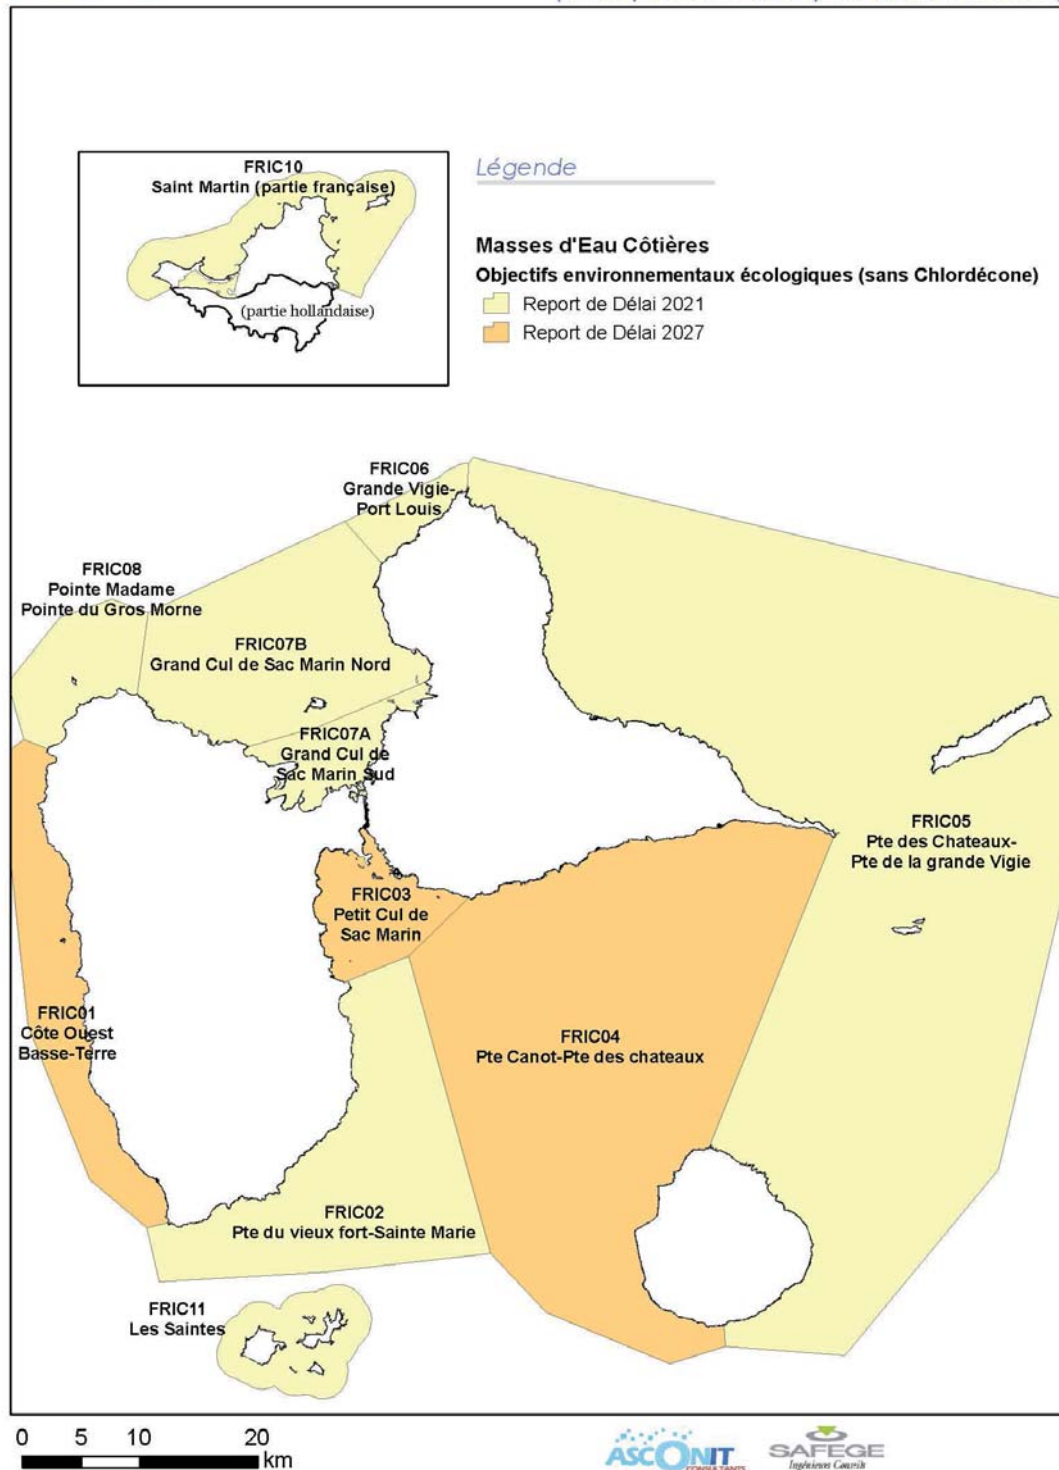 FRIC10
Saint Martin (partie française)
(partie hollandaise)
Légende
Masses d'Eau Côtières
Objectifs environnementaux écologiques (sans Chlordécone)
Report de Délai 2021
Report de Délai 2027
FRIC06
Grande Vigie-
Port Louis
FRIC08
Pointe Madame
Pointe du Gros Morne
FRIC07B
Grand Cul de Sac Marin Nord
FRIC07A
Grand Cul de
Sac Marin Sud
FRIC05
Pte des Chateaux-
Pte de la grande Vigie
FRIC03
Petit Cul de
Sac Marin
FRIC01
Côte Ouest
Basse-Terre
FRIC04
Pte Canot-Pte des chateaux
FRIC02
Pte du vieux fort-Sainte Marie
FRIC11
Les Saintes
0 5 10 20
km
ASCONIT
CONSULTANTS
SAFEGE
Ingénieurs Conseils